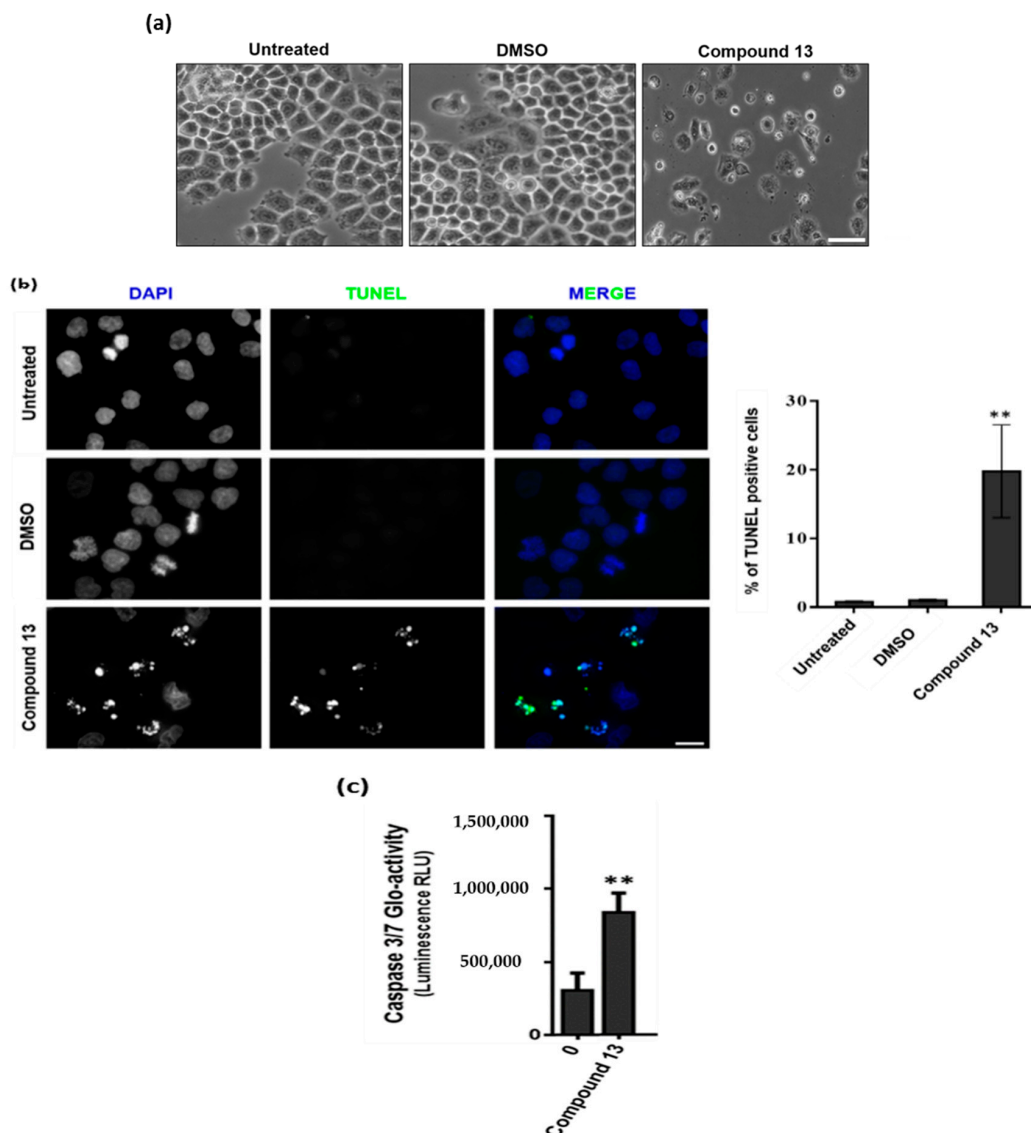 (a)
Untreated
DMSO
Compound 13
(b)
DAPI
TUNEL
MERGE
Untreated
DMSO
Compound 13
% of TUNEL positive cells
30
20
10
0
**
Untreated
DMSO
Compound 13
(c)
Caspase 3/7 Glo-activity
(Luminescence RLU)
1,500,000
1,000,000
500,000
0
**
0
Compound 13